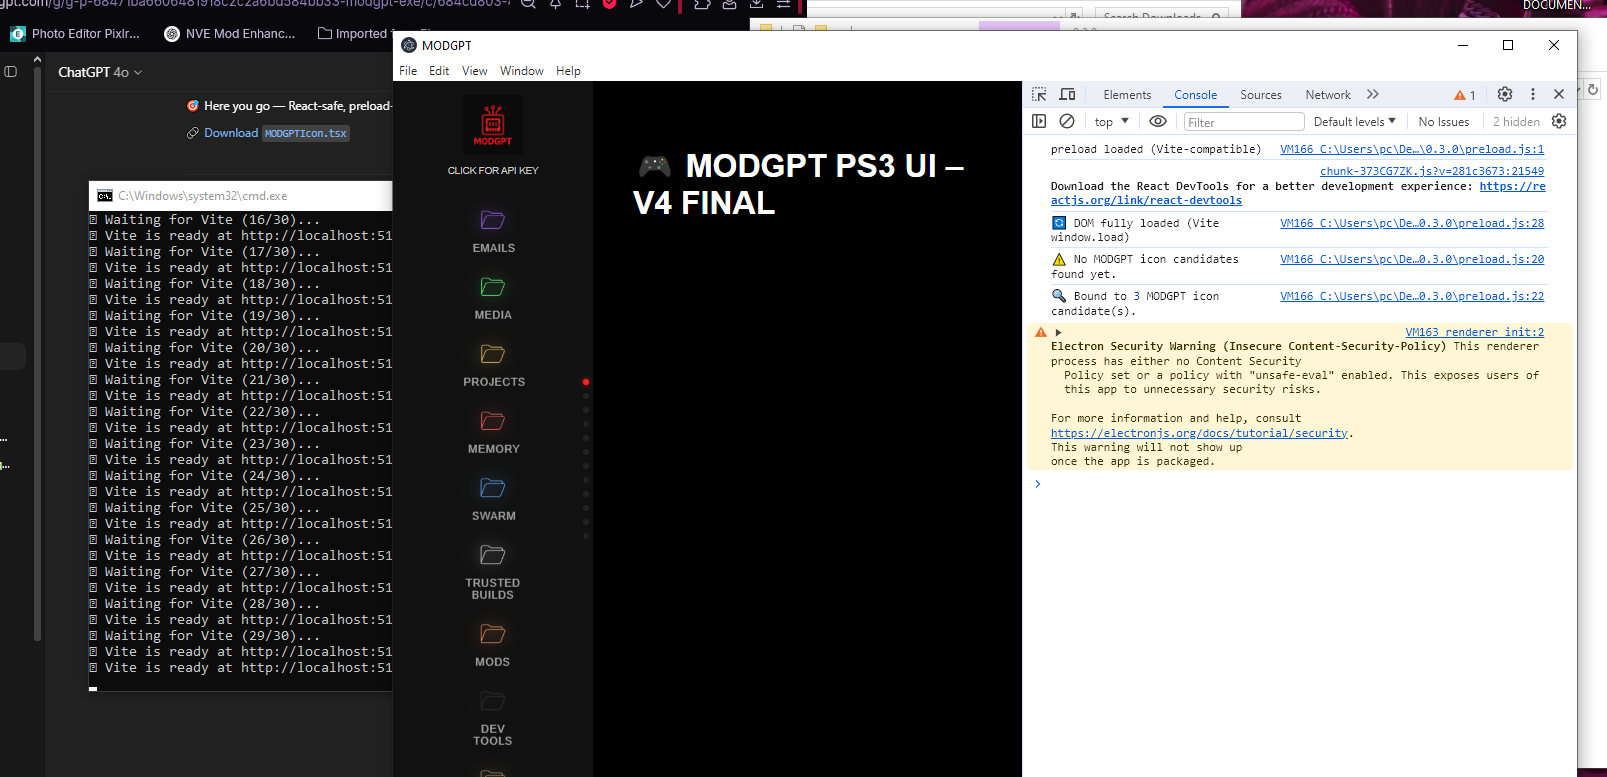 DOCUMEN...
Search Downloads
Photo Editor Pixlr...
NVE Mod Enhanc...
ChatGPT 4o
🎯 Here you go — React-safe, preload-
🔗 Download MODGPTIcon.tsx
C:\Windows\system32\cmd.exe
Waiting for Vite (16/30)...
Vite is ready at http://localhost:51
Waiting for Vite (17/30)...
Vite is ready at http://localhost:51
Waiting for Vite (18/30)...
Vite is ready at http://localhost:51
Waiting for Vite (19/30)...
Vite is ready at http://localhost:51
Waiting for Vite (20/30)...
Vite is ready at http://localhost:51
Waiting for Vite (21/30)...
Vite is ready at http://localhost:51
Waiting for Vite (22/30)...
Vite is ready at http://localhost:51
Waiting for Vite (23/30)...
Vite is ready at http://localhost:51
Waiting for Vite (24/30)...
Vite is ready at http://localhost:51
Waiting for Vite (25/30)...
Vite is ready at http://localhost:51
Waiting for Vite (26/30)...
Vite is ready at http://localhost:51
Waiting for Vite (27/30)...
Vite is ready at http://localhost:51
Waiting for Vite (28/30)...
Vite is ready at http://localhost:51
Waiting for Vite (29/30)...
Vite is ready at http://localhost:51
Vite is ready at http://localhost:51
MODGPT
File Edit View Window Help
MODGPT
CLICK FOR API KEY
EMAILS
MEDIA
PROJECTS
MEMORY
SWARM
TRUSTED
BUILDS
MODS
DEV
TOOLS
🎮 MODGPT PS3 UI –
V4 FINAL
Elements Console Sources Network 1
top Filter Default levels No Issues 2 hidden
preload loaded (Vite-compatible) VM166 C:\Users\pc\De…\0.3.0\preload.js:1
chunk-373CG7ZK.js?v=281c3673:21549
Download the React DevTools for a better development experience: https://re
actjs.org/link/react-devtools
🔄 DOM fully loaded (Vite VM166 C:\Users\pc\De…0.3.0\preload.js:28
window.load)
⚠️ No MODGPT icon candidates VM166 C:\Users\pc\De…0.3.0\preload.js:20
found yet.
🔍 Bound to 3 MODGPT icon VM166 C:\Users\pc\De…0.3.0\preload.js:22
candidate(s).
VM163 renderer_init:2
Electron Security Warning (Insecure Content-Security-Policy) This renderer
process has either no Content Security
Policy set or a policy with "unsafe-eval" enabled. This exposes users of
this app to unnecessary security risks.
For more information and help, consult
https://electronjs.org/docs/tutorial/security.
This warning will not show up
once the app is packaged.